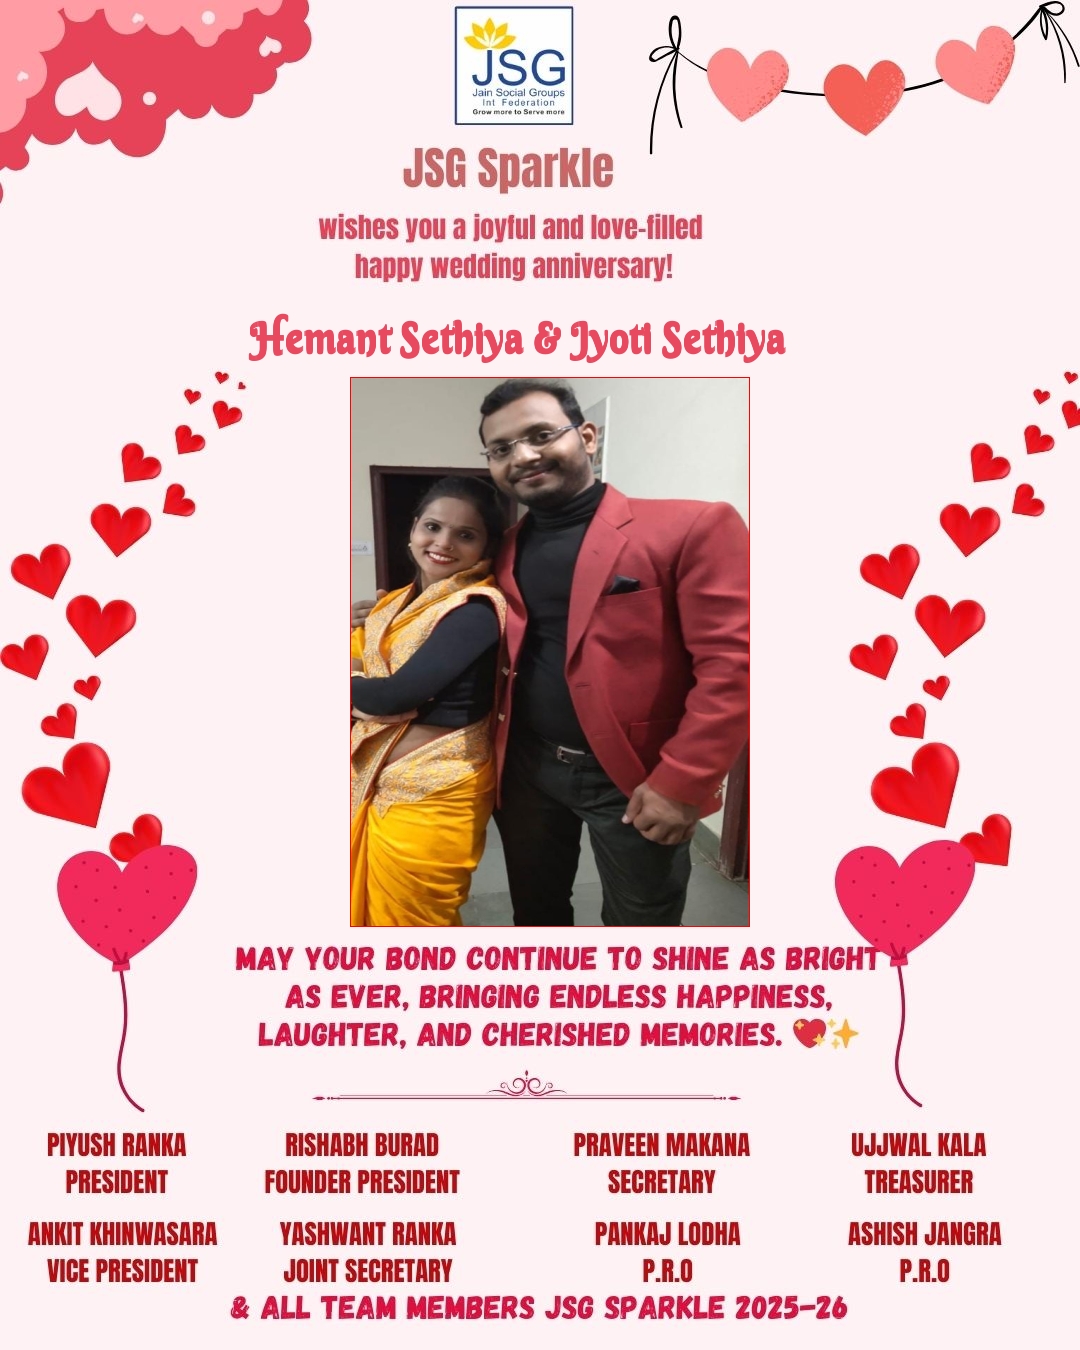 JSG
Jain Social Groups
Int Federation
Grow more to Serve more
JSG Sparkle
wishes you a joyful and love-filled
happy wedding anniversary!
Hemant Sethiya & Jyoti Sethiya
MAY YOUR BOND CONTINUE TO SHINE AS BRIGHT
AS EVER, BRINGING ENDLESS HAPPINESS,
LAUGHTER, AND CHERISHED MEMORIES. 💖✨
PIYUSH RANKA
PRESIDENT
RISHABH BURAD
FOUNDER PRESIDENT
PRAVEEN MAKANA
SECRETARY
UJJWAL KALA
TREASURER
ANKIT KHINWASARA
VICE PRESIDENT
YASHWANT RANKA
JOINT SECRETARY
PANKAJ LODHA
P.R.O
ASHISH JANGRA
P.R.O
& ALL TEAM MEMBERS JSG SPARKLE 2025-26